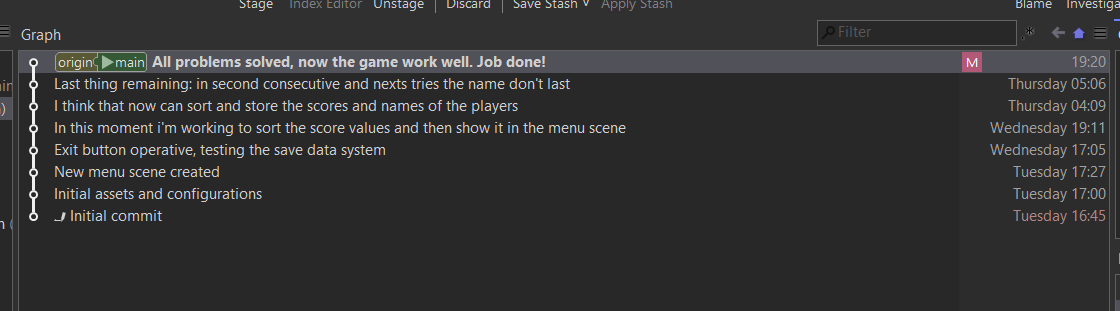 Stage Index Editor Unstage Discard Save Stash Apply Stash Blame
Graph Filter .*
origin main All problems solved, now the game work well. Job done! M 19:20
Last thing remaining: in second consecutive and nexts tries the name don't last Thursday 05:06
I think that now can sort and store the scores and names of the players Thursday 04:09
In this moment i'm working to sort the score values and then show it in the menu scene Wednesday 19:11
Exit button operative, testing the save data system Wednesday 17:05
New menu scene created Tuesday 17:27
Initial assets and configurations Tuesday 17:00
Initial commit Tuesday 16:45